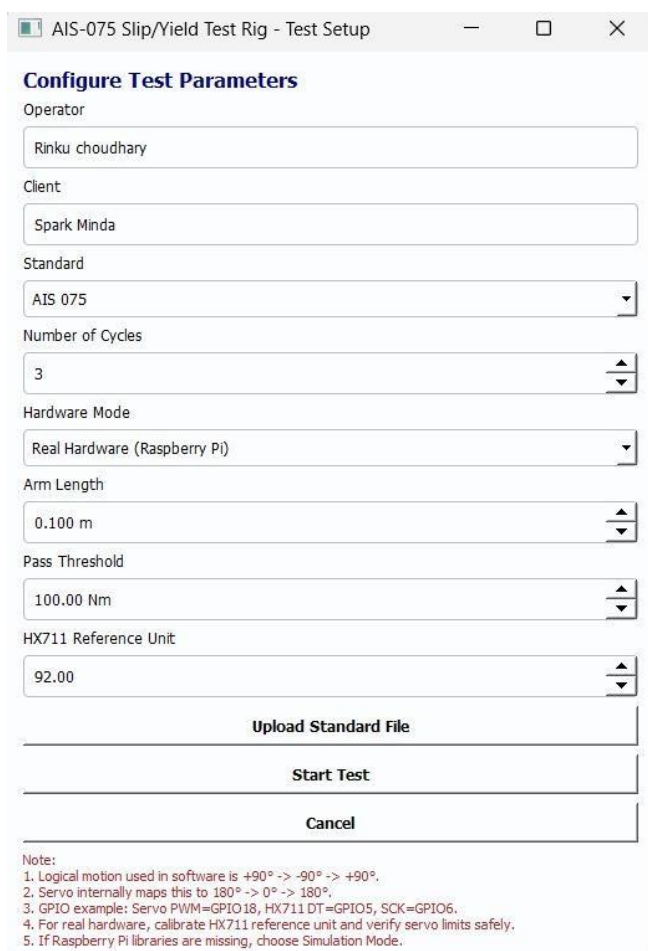 AIS-075 Slip/Yield Test Rig - Test Setup
Configure Test Parameters
Operator
Rinku choudhary
Client
Spark Minda
Standard
AIS 075
Number of Cycles
3
Hardware Mode
Real Hardware (Raspberry Pi)
Arm Length
0.100 m
Pass Threshold
100.00 Nm
HX711 Reference Unit
92.00
Upload Standard File
Start Test
Cancel
Note:
1. Logical motion used in software is +90° -> -90° -> +90°.
2. Servo internally maps this to 180° -> 0° -> 180°.
3. GPIO example: Servo PWM=GPIO18, HX711 DT=GPIO5, SCK=GPIO6.
4. For real hardware, calibrate HX711 reference unit and verify servo limits safely.
5. If Raspberry Pi libraries are missing, choose Simulation Mode.